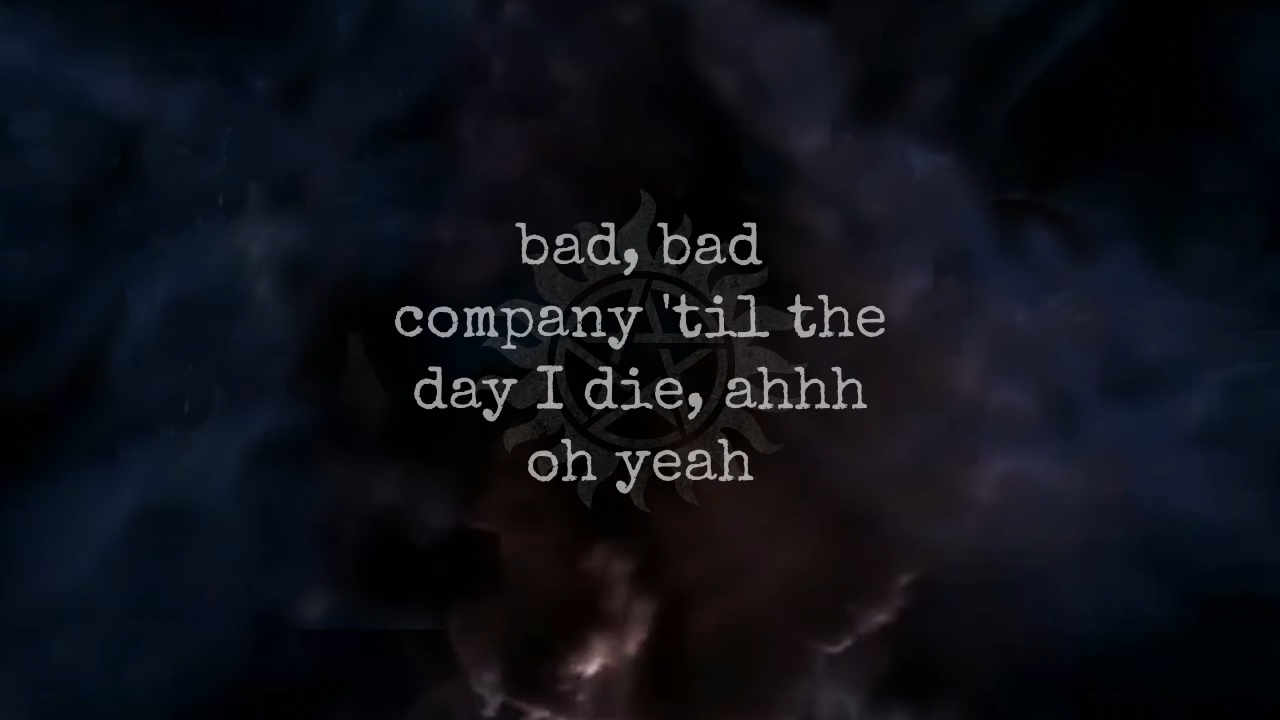 bad, bad
company 'til the
day I die, ahhh
oh yeah